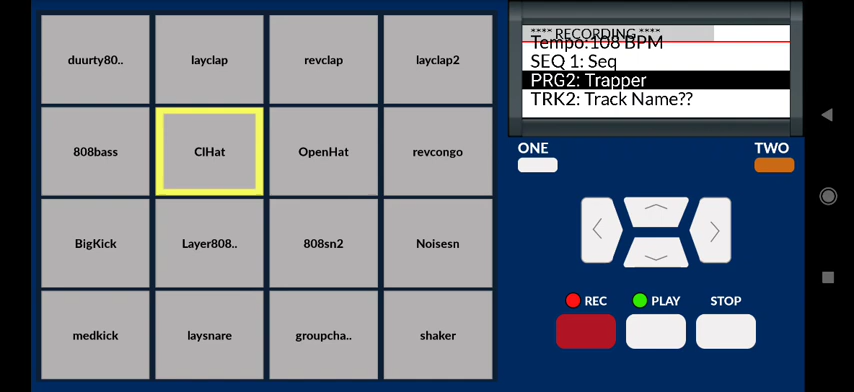 duurty80..
layclap
revclap
layclap2
808bass
ClHat
OpenHat
revcongo
BigKick
Layer808..
808sn2
Noisesn
medkick
laysnare
groupcha..
shaker
**** RECORDING ****
Tempo:108 BPM
SEQ 1: Seq
PRG2: Trapper
TRK2: Track Name??
ONE
TWO
REC
PLAY
STOP